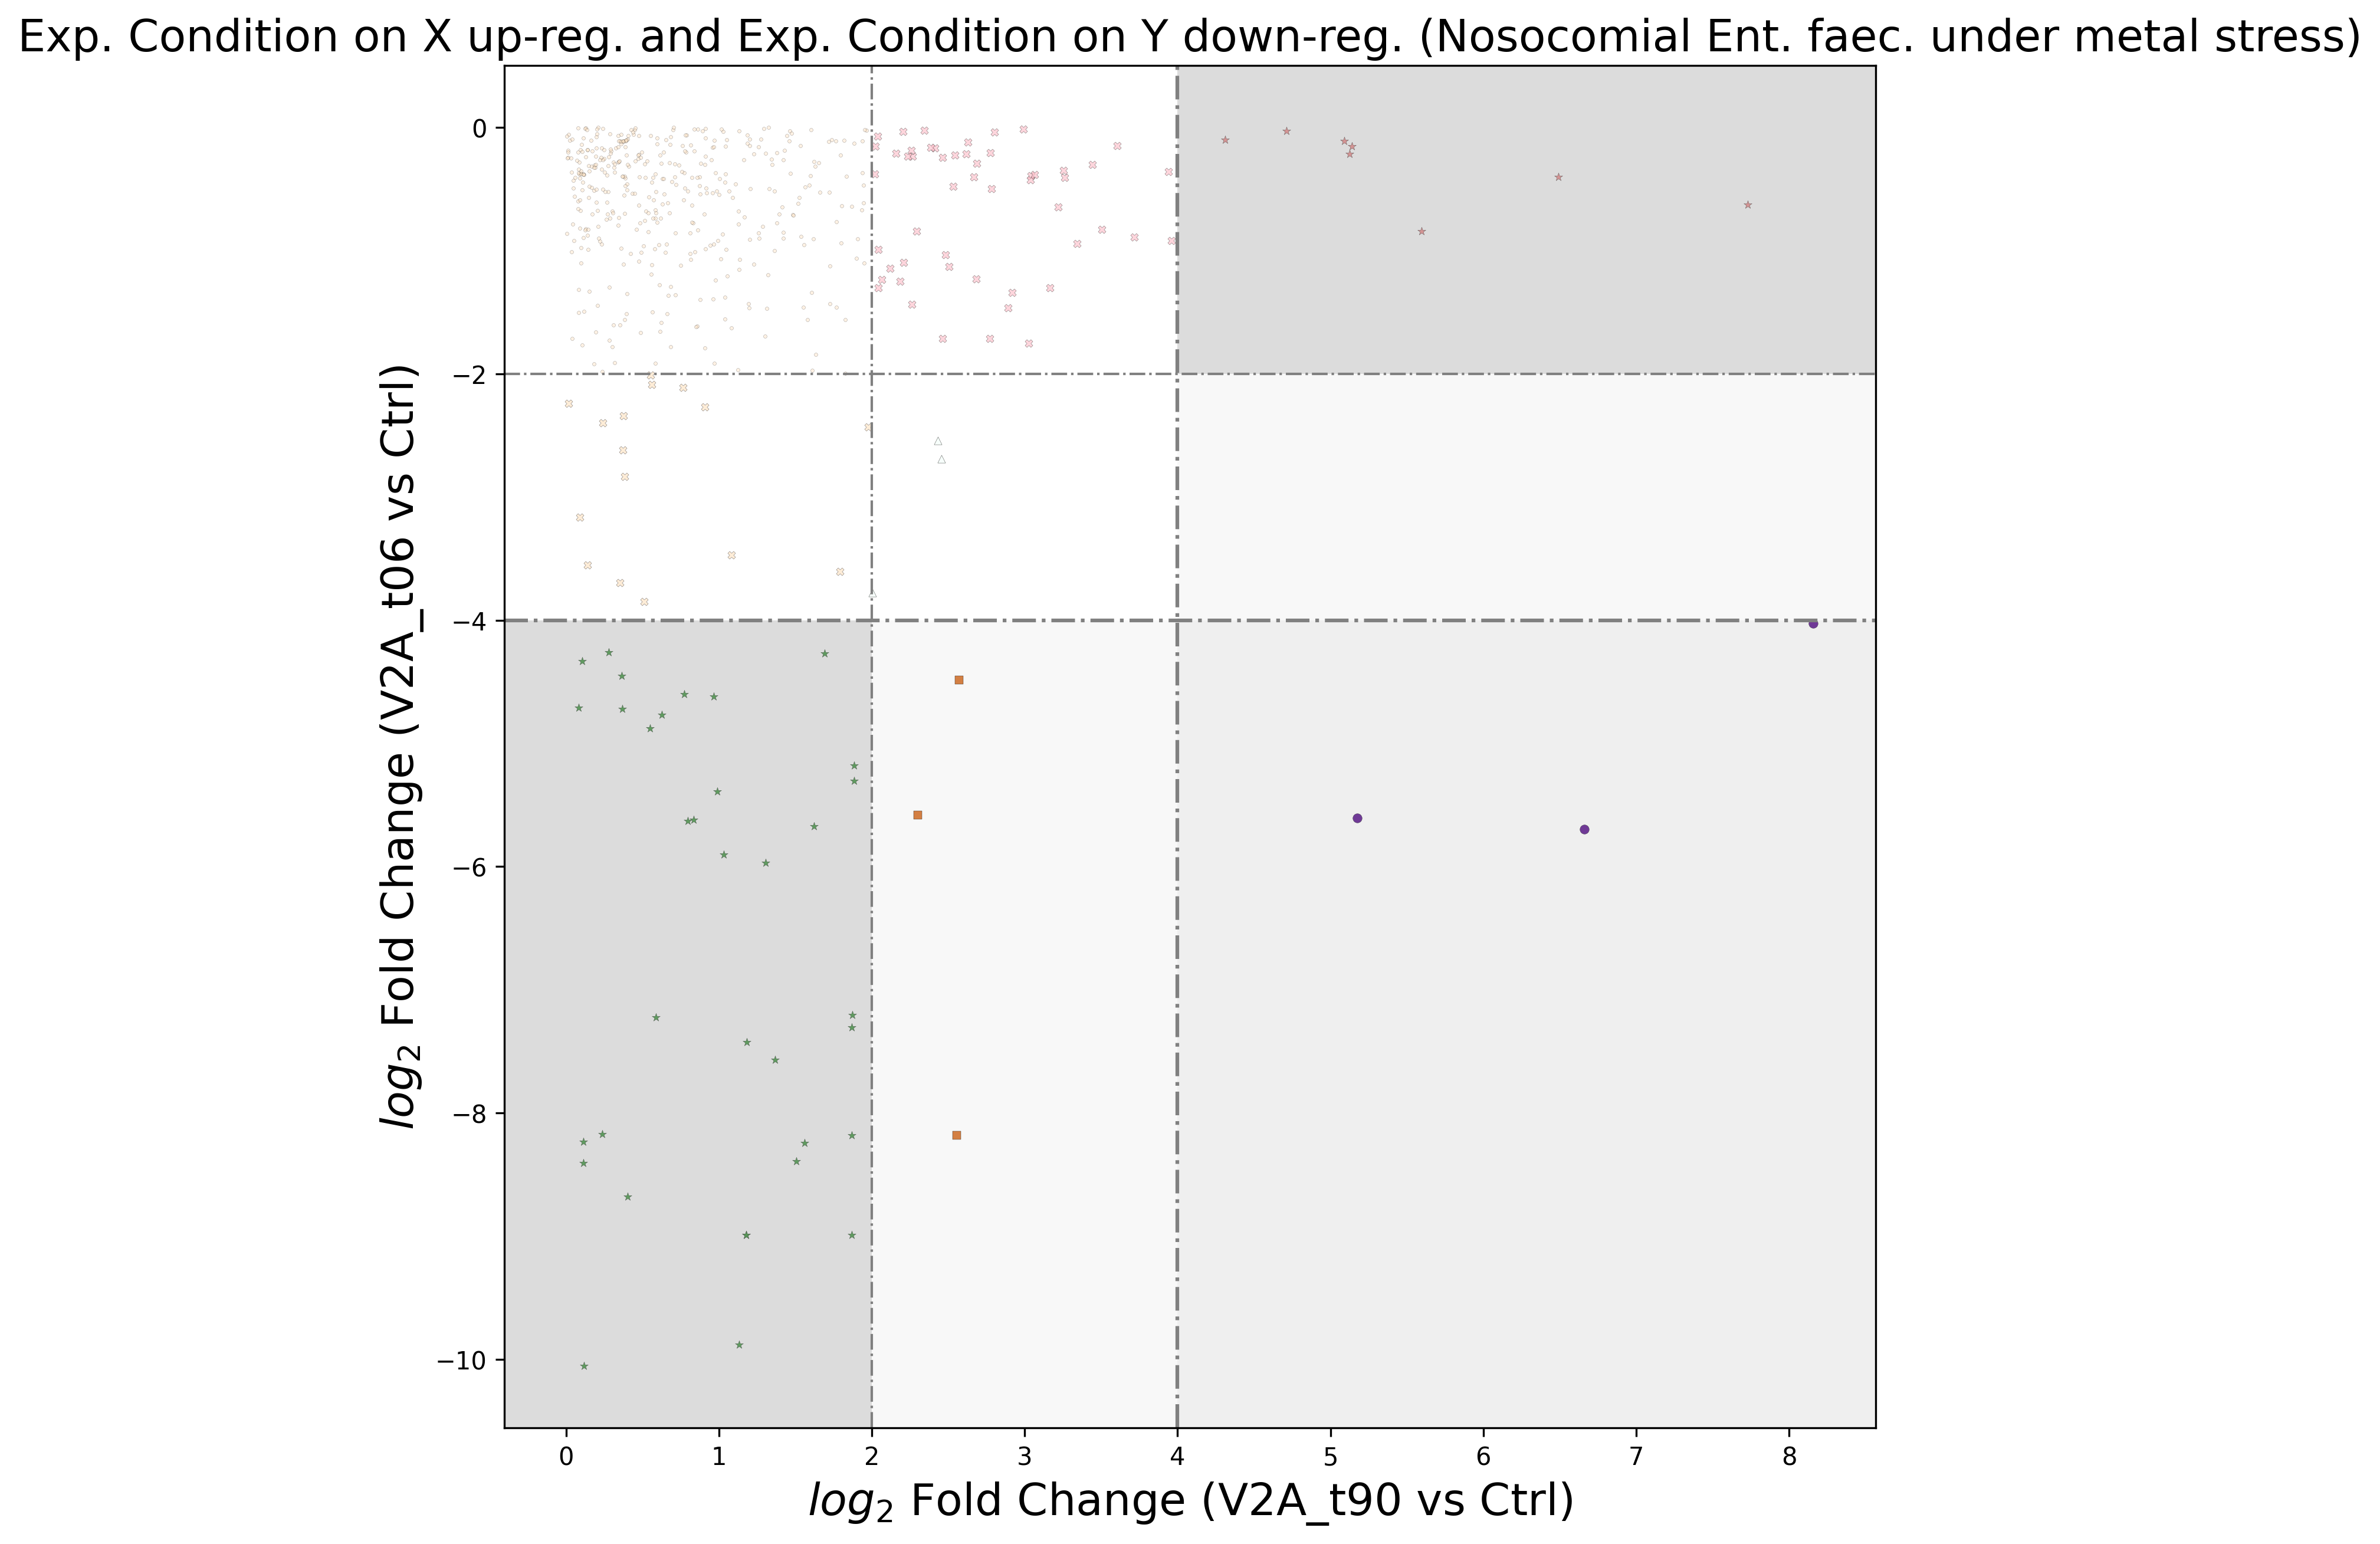 Exp. Condition on X up-reg. and Exp. Condition on Y down-reg. (Nosocomial Ent. faec. under metal stress)
log2 Fold Change (V2A_t06 vs Ctrl)
0
−2
−4
−6
−8
−10
0 1 2 3 4 5 6 7 8
log2 Fold Change (V2A_t90 vs Ctrl)